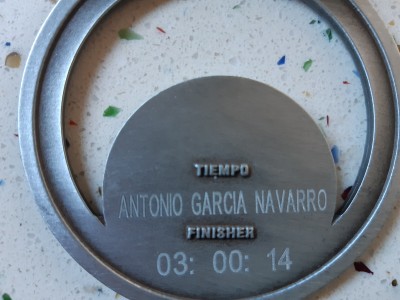 TIEMPO
ANTONIO GARCIA NAVARRO
FINISHER
03: 00: 14